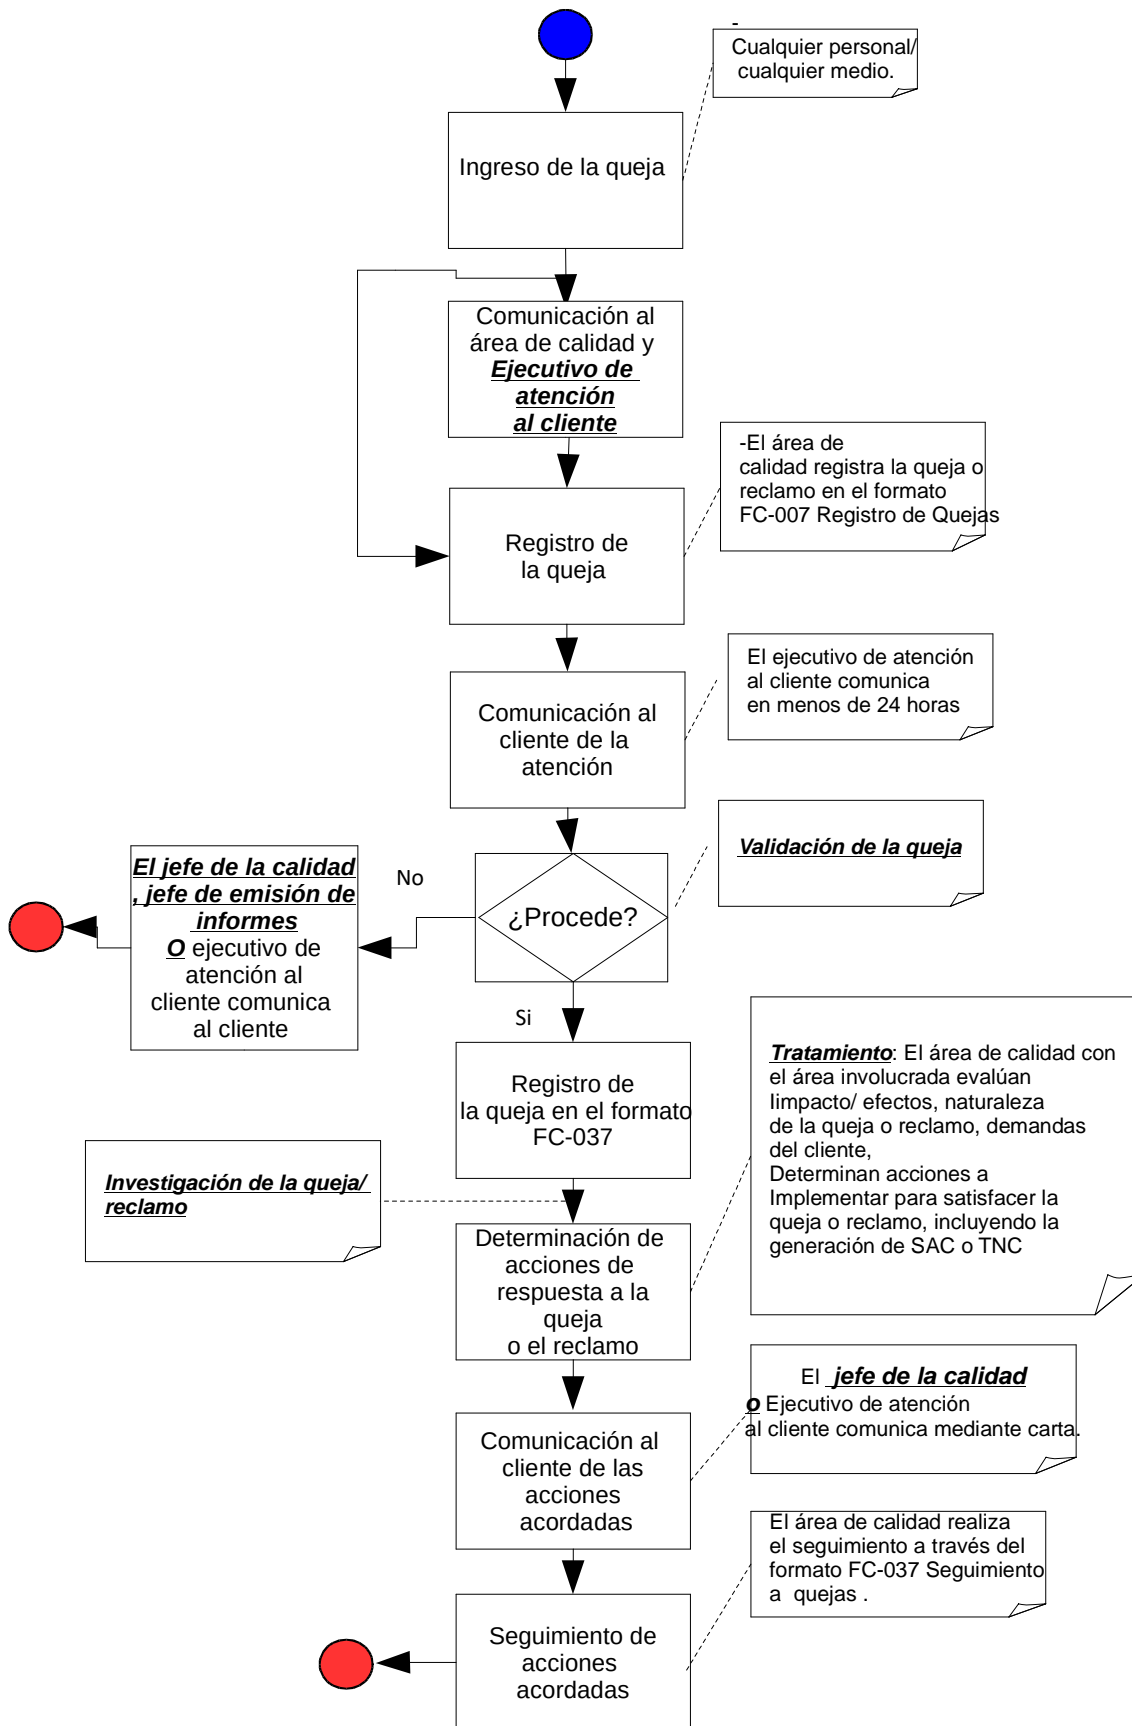 -
Cualquier personal/
cualquier medio.
Ingreso de la queja
Comunicación al
área de calidad y
Ejecutivo de
atención
al cliente
-El área de
calidad registra la queja o
reclamo en el formato
FC-007 Registro de Quejas
Registro de
la queja
El ejecutivo de atención
al cliente comunica
en menos de 24 horas
Comunicación al
cliente de la
atención
Validación de la queja
¿Procede?
No
El jefe de la calidad
, jefe de emisión de
informes
O ejecutivo de
atención al
cliente comunica
al cliente
Si
Registro de
la queja en el formato
FC-037
Tratamiento: El área de calidad con
el área involucrada evalúan
Iimpacto/ efectos, naturaleza
de la queja o reclamo, demandas
del cliente,
Determinan acciones a
Implementar para satisfacer la
queja o reclamo, incluyendo la
generación de SAC o TNC
Investigación de la queja/
reclamo
Determinación de
acciones de
respuesta a la
queja
o el reclamo
El jefe de la calidad
o Ejecutivo de atención
al cliente comunica mediante carta.
Comunicación al
cliente de las
acciones
acordadas
El área de calidad realiza
el seguimiento a través del
formato FC-037 Seguimiento
a quejas .
Seguimiento de
acciones
acordadas